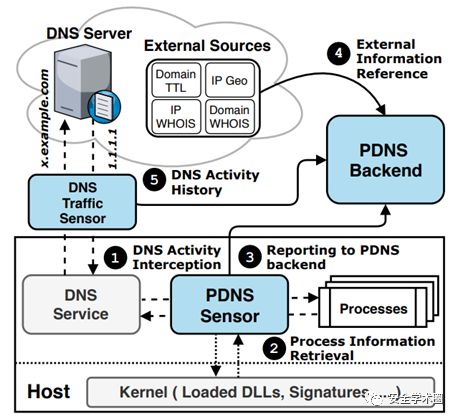 DNS Server
External Sources
Domain
TTL
IP Geo
IP
WHOIS
Domain
WHOIS
4 External
Information
Reference
x.example.com
1.1.1.1
PDNS
Backend
DNS
Traffic
Sensor
5 DNS Activity
History
1 DNS Activity
Interception
3 Reporting to PDNS
backend
DNS
Service
PDNS
Sensor
Processes
2 Process Information
Retrieval
Host
Kernel ( Loaded DLLs, Signatures, ... )
安全学术圈